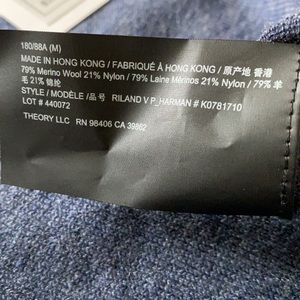 180/88A (M)
MADE IN HONG KONG / FABRIQUÉ À HONG KONG / 原产地 香港
79% Merino Wool 21% Nylon / 79% Laine Mérinos 21% Nylon / 79% 羊
毛 21% 锦纶
STYLE / MODÈLE /品 号 RILAND V P_HARMAN # K0781710
LOT # 440072
THEORY LLC RN 98406 CA 39862